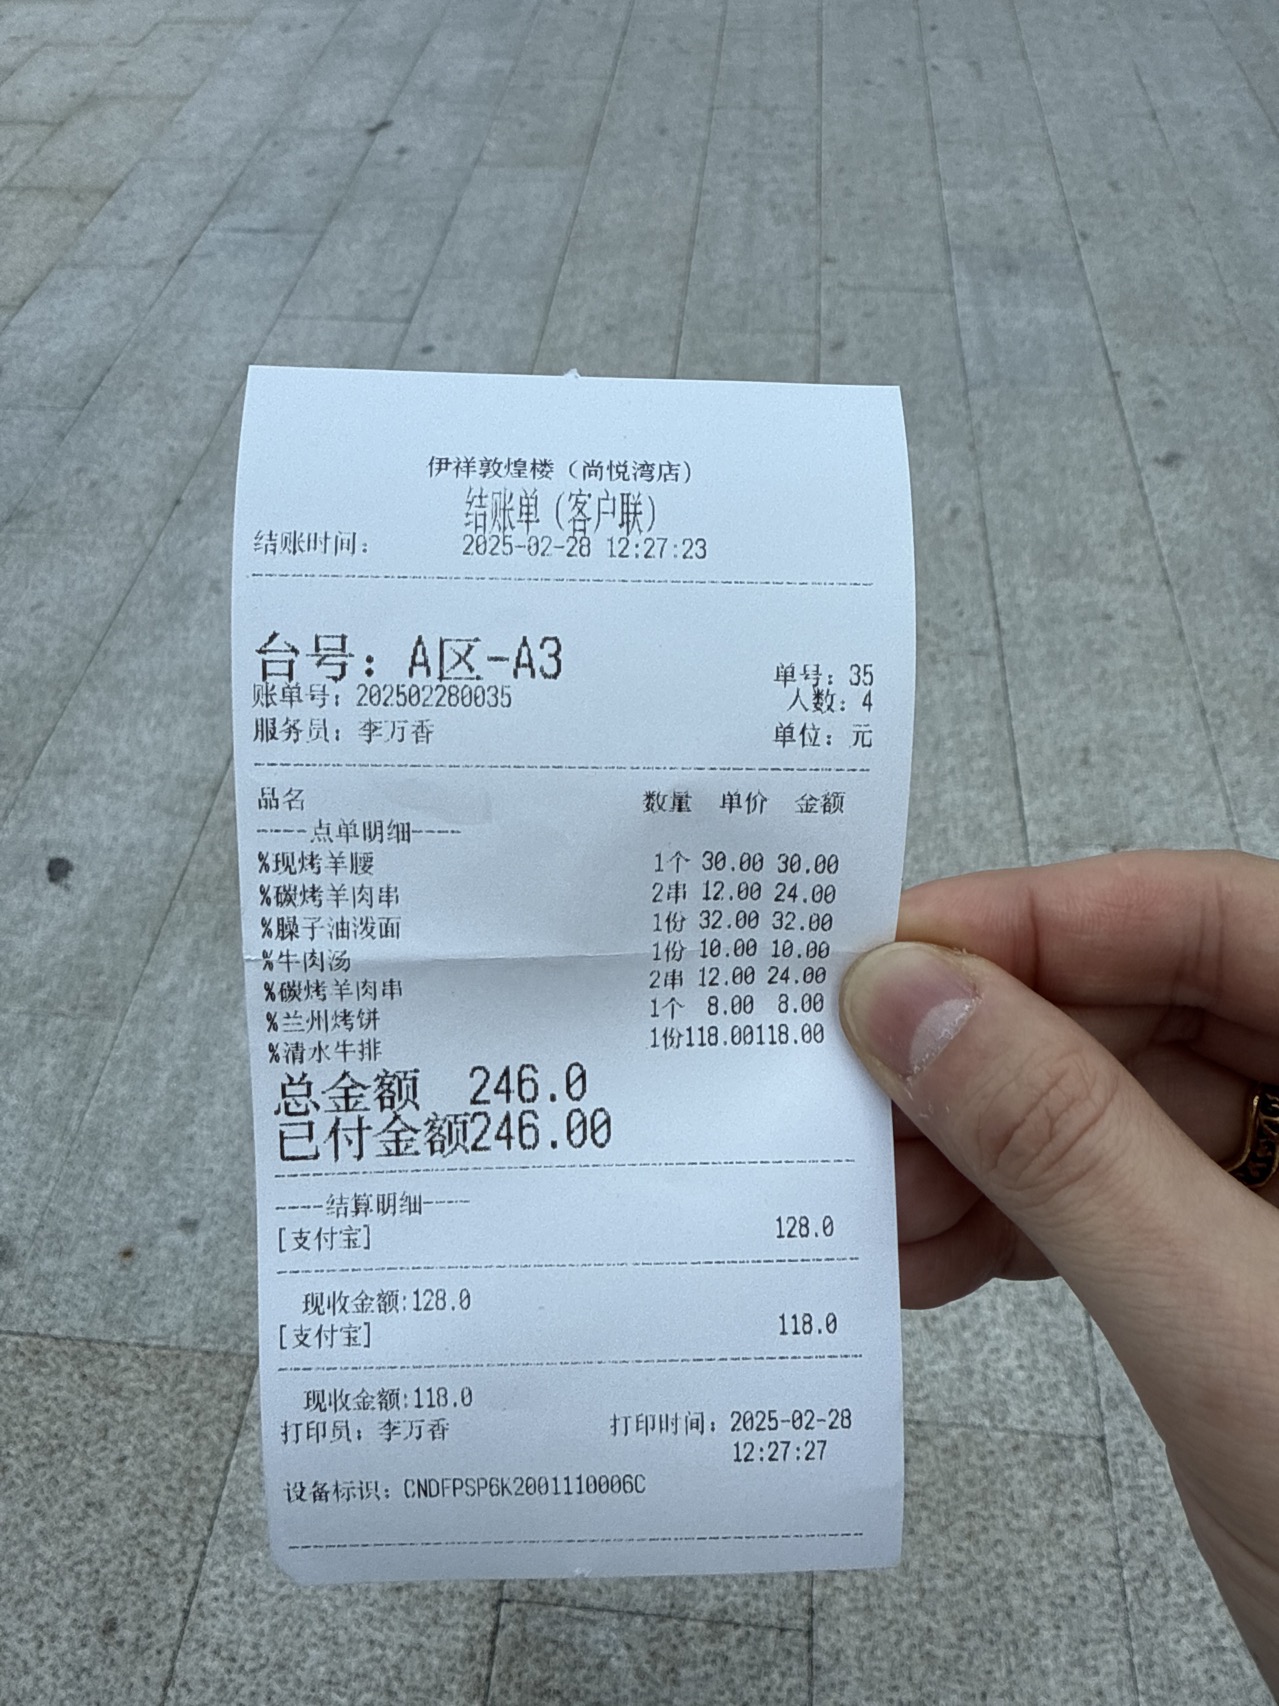 伊祥敦煌楼（尚悦湾店）
结账单（客户联）
结账时间： 2025-02-28 12:27:23
台号：A区-A3
单号：35
账单号：202502280035
人数：4
服务员：李万香 单位：元
品名 数量 单价 金额
----点单明细----
%现烤羊腰 1个 30.00 30.00
%碳烤羊肉串 2串 12.00 24.00
%臊子油泼面 1份 32.00 32.00
%牛肉汤 1份 10.00 10.00
%碳烤羊肉串 2串 12.00 24.00
%兰州烤饼 1个 8.00 8.00
%清水牛排 1份118.00118.00
总金额 246.0
已付金额246.00
----结算明细----
[支付宝] 128.0
现收金额:128.0
[支付宝] 118.0
现收金额:118.0
打印员：李万香 打印时间：2025-02-28
12:27:27
设备标识：CNDFPSP6K2001110006C